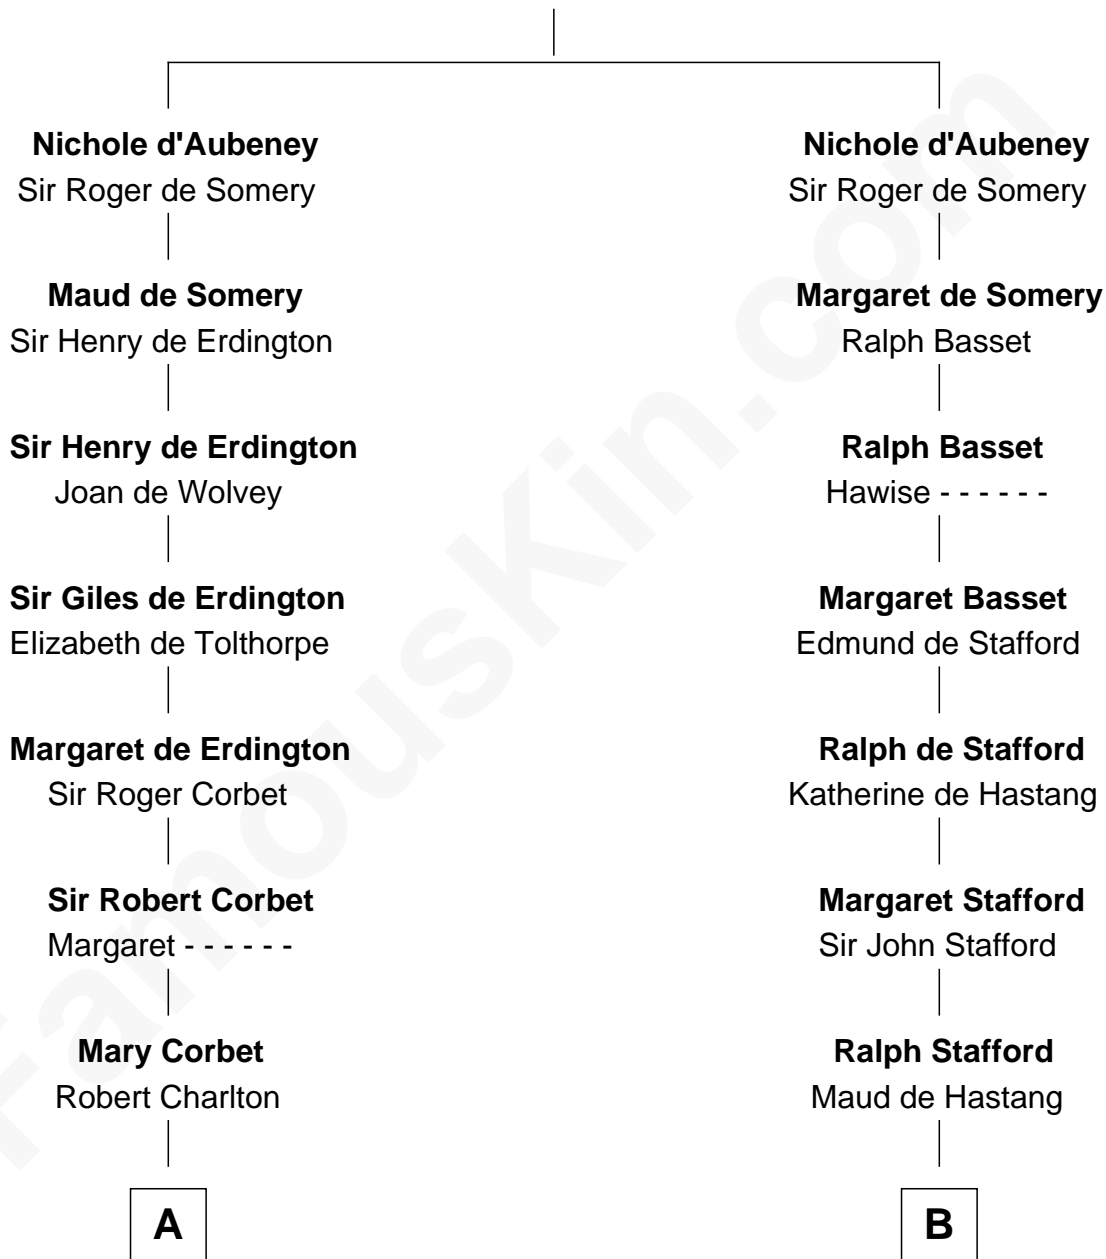 Nichole d'Aubeney
Sir Roger de Somery
Maud de Somery
Sir Henry de Erdington
Sir Henry de Erdington
Joan de Wolvey
Sir Giles de Erdington
Elizabeth de Tolthorpe
Margaret de Erdington
Sir Roger Corbet
Sir Robert Corbet
Margaret - - - - - -
Mary Corbet
Robert Charlton
A
Nichole d'Aubeney
Sir Roger de Somery
Margaret de Somery
Ralph Basset
Ralph Basset
Hawise - - - - - -
Margaret Basset
Edmund de Stafford
Ralph de Stafford
Katherine de Hastang
Margaret Stafford
Sir John Stafford
Ralph Stafford
Maud de Hastang
B
FamousKin.com